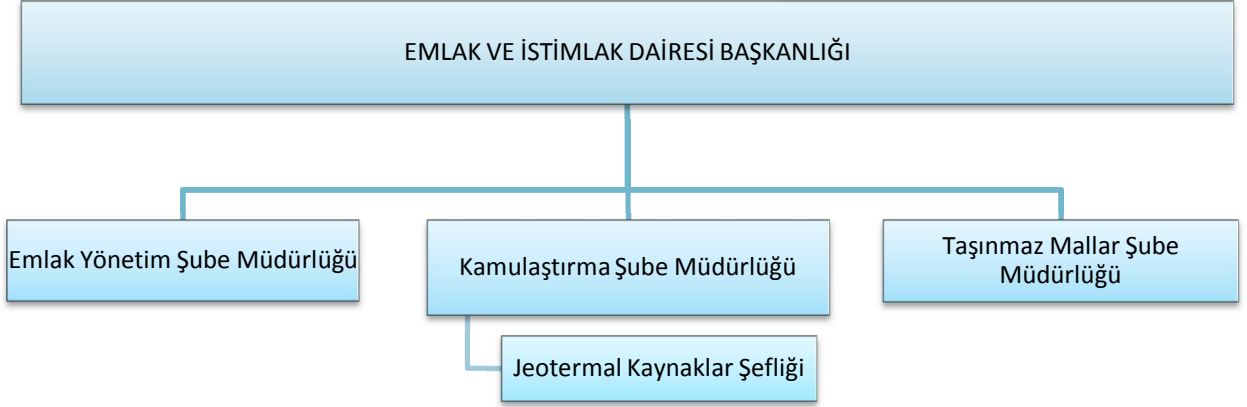 EMLAK VE İSTİMLAK DAİRESİ BAŞKANLIĞI
Emlak Yönetim Şube Müdürlüğü
Kamulaştırma Şube Müdürlüğü
Taşınmaz Mallar Şube
Müdürlüğü
Jeotermal Kaynaklar Şefliği